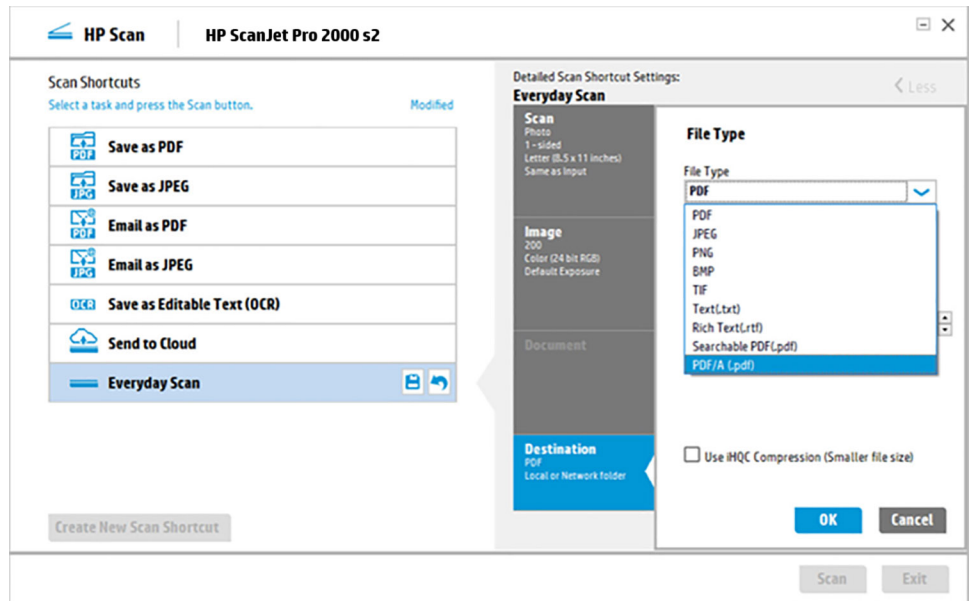 HP Scan
HP ScanJet Pro 2000 s2
Scan Shortcuts
Select a task and press the Scan button.
Modified
PDF
Save as PDF
JPG
Save as JPEG
PDF
Email as PDF
JPG
Email as JPEG
OCR
Save as Editable Text (OCR)
Send to Cloud
Everyday Scan
Create New Scan Shortcut
Detailed Scan Shortcut Settings:
Everyday Scan
Less
Scan
Photo
1-sided
Letter (8.5 x 11 inches)
Same as Input
Image
200
Color (24 bit RGB)
Default Exposure
Document
Destination
PDF
Local or Network folder
File Type
File Type
PDF
PDF
JPEG
PNG
BMP
TIF
Text(.txt)
Rich Text(.rtf)
Searchable PDF(.pdf)
PDF/A (.pdf)
Use iHQC Compression (Smaller file size)
OK
Cancel
Scan
Exit